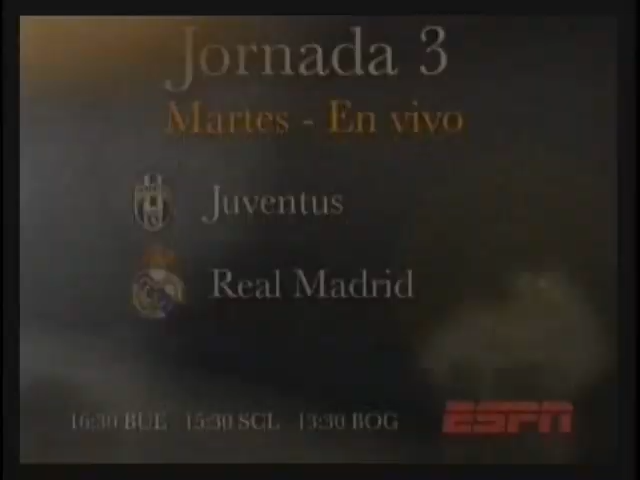 Jornada 3
Martes - En vivo
Juventus
Real Madrid
16:30 BUE 15:30 SCL 13:30 BOG
ESPN